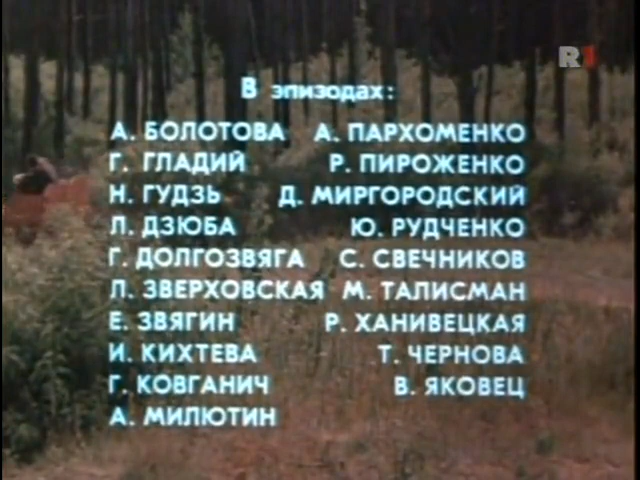 R1
В эпизодах:
А. БОЛОТОВА А. ПАРХОМЕНКО
Г. ГЛАДИЙ Р. ПИРОЖЕНКО
Н. ГУДЗЬ Д. МИРГОРОДСКИЙ
Л. ДЗЮБА Ю. РУДЧЕНКО
Г. ДОЛГОЗВЯГА С. СВЕЧНИКОВ
Л. ЗВЕРХОВСКАЯ М. ТАЛИСМАН
Е. ЗВЯГИН Р. ХАНИВЕЦКАЯ
И. КИХТЕВА Т. ЧЕРНОВА
Г. КОВГАНИЧ В. ЯКОВЕЦ
А. МИЛЮТИН